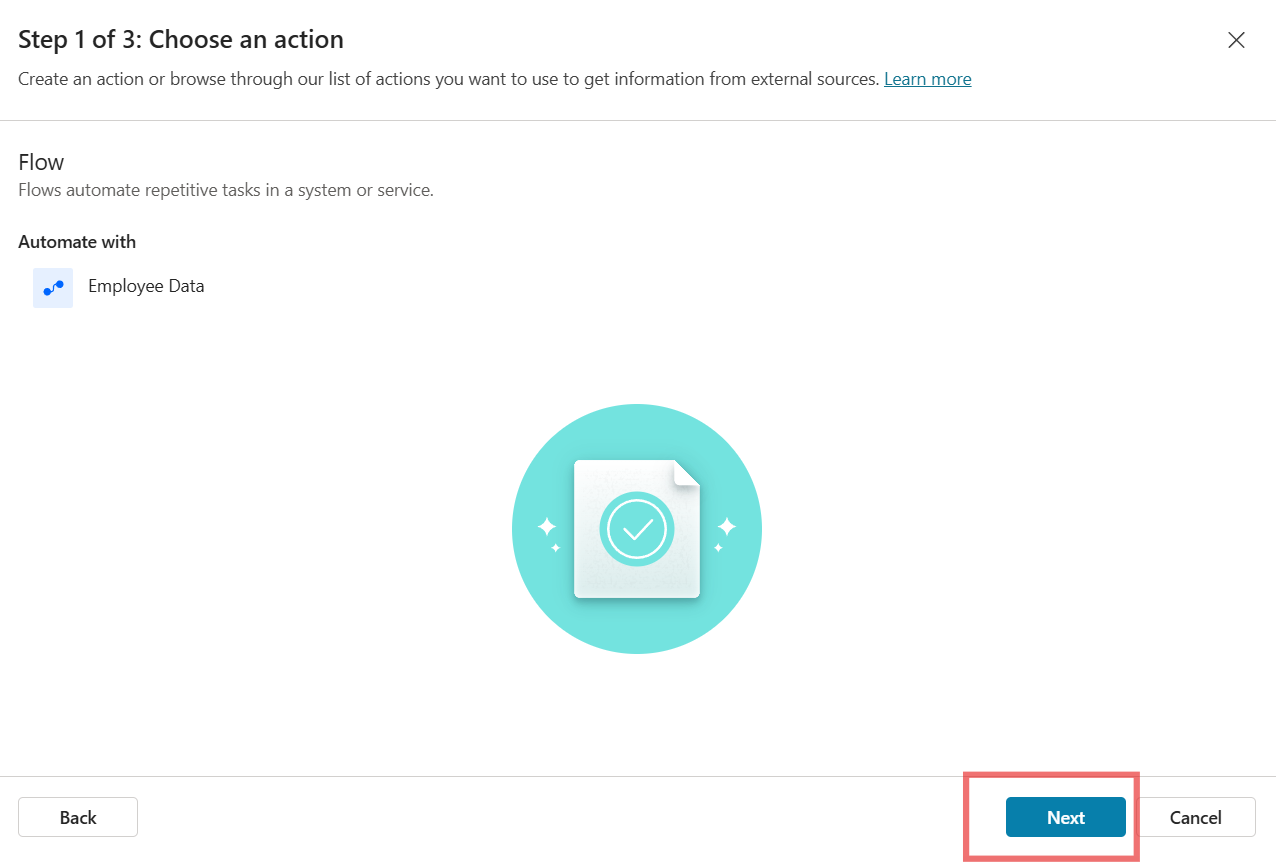 Step 1 of 3: Choose an action
Create an action or browse through our list of actions you want to use to get information from external sources. Learn more
Flow
Flows automate repetitive tasks in a system or service.
Automate with
Employee Data
Back
Next
Cancel